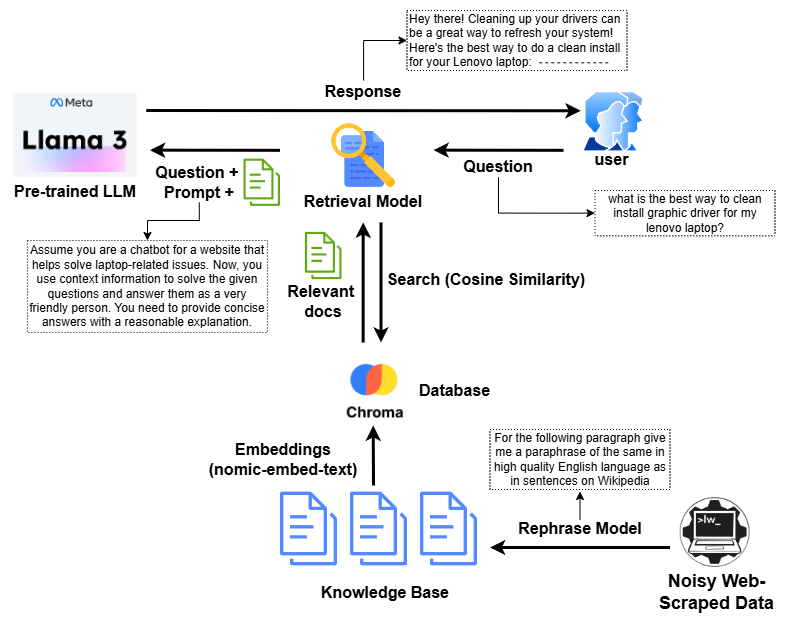 Hey there! Cleaning up your drivers can
be a great way to refresh your system!
Here's the best way to do a clean install
for your Lenovo laptop: ------------
Response
Meta
Llama 3
Pre-trained LLM
Question +
Prompt +
Retrieval Model
Question
user
what is the best way to clean
install graphic driver for my
lenovo laptop?
Assume you are a chatbot for a website that
helps solve laptop-related issues. Now, you
use context information to solve the given
questions and answer them as a very
friendly person. You need to provide concise
answers with a reasonable explanation.
Relevant
docs
Search (Cosine Similarity)
Chroma
Database
Embeddings
(nomic-embed-text)
For the following paragraph give
me a paraphrase of the same in
high quality English language as
in sentences on Wikipedia
Rephrase Model
>lw_
Knowledge Base
Noisy Web-
Scraped Data